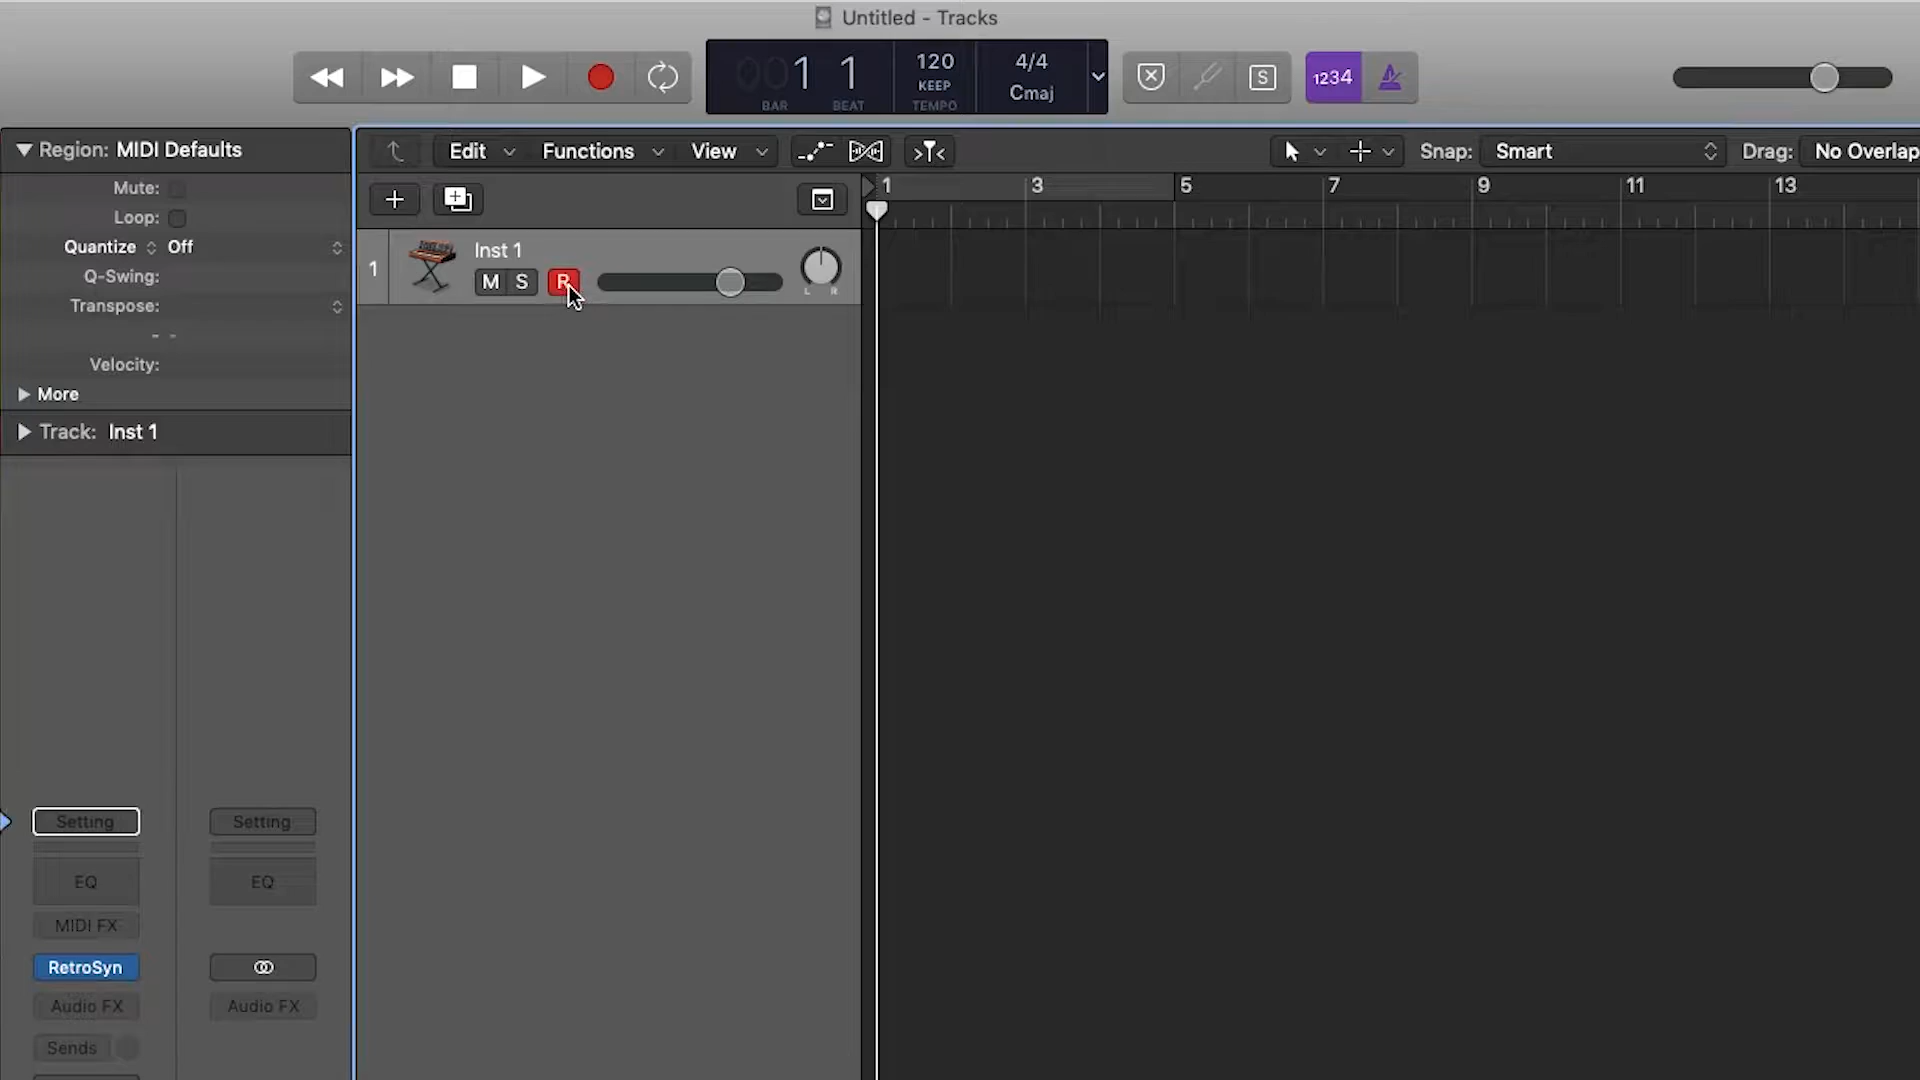 Untitled - Tracks
001 1
BAR BEAT
120
KEEP
TEMPO
4/4
Cmaj
S
1234
Region: MIDI Defaults
Mute:
Loop:
Quantize Off
Q-Swing:
Transpose:
- -
Velocity:
More
Track: Inst 1
Edit Functions View
Snap: Smart Drag: No Overlap
1 3 5 7 9 11 13
1
Inst 1
M S R
L R
Setting Setting
EQ EQ
MIDI FX
RetroSyn
Audio FX Audio FX
Sends